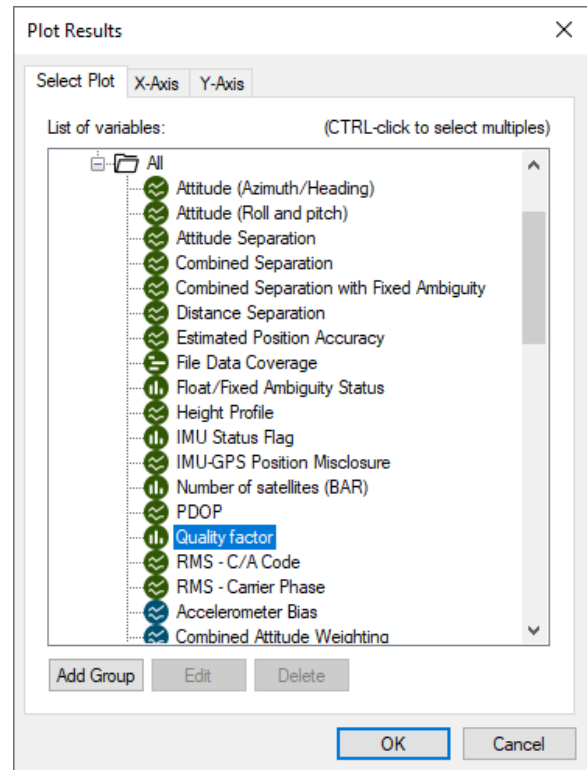 Plot Results
Select Plot X-Axis Y-Axis
List of variables: (CTRL-click to select multiples)
All
Attitude (Azimuth/Heading)
Attitude (Roll and pitch)
Attitude Separation
Combined Separation
Combined Separation with Fixed Ambiguity
Distance Separation
Estimated Position Accuracy
File Data Coverage
Float/Fixed Ambiguity Status
Height Profile
IMU Status Flag
IMU-GPS Position Misclosure
Number of satellites (BAR)
PDOP
Quality factor
RMS - C/A Code
RMS - Carrier Phase
Accelerometer Bias
Combined Attitude Weighting
Add Group Edit Delete
OK Cancel